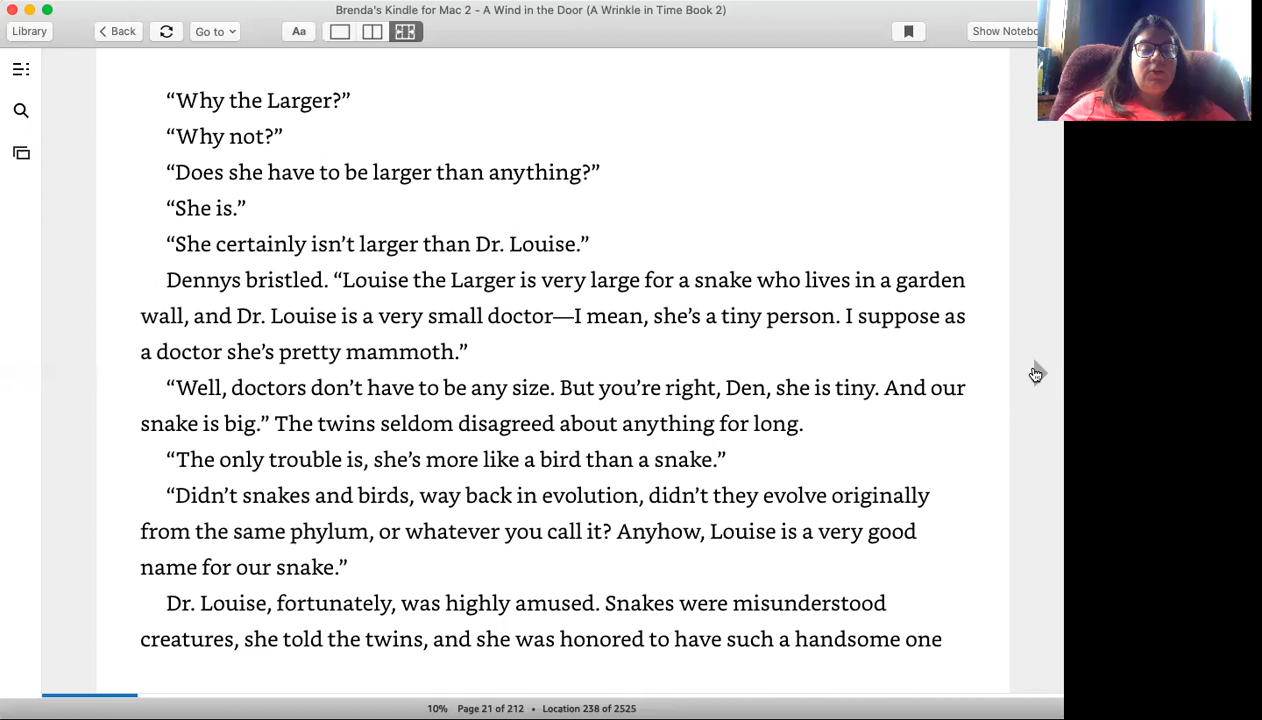 Brenda's Kindle for Mac 2 - A Wind in the Door (A Wrinkle in Time Book 2)
Library
Back
Go to
Aa
Show Notebo
“Why the Larger?”
“Why not?”
“Does she have to be larger than anything?”
“She is.”
“She certainly isn’t larger than Dr. Louise.”
Dennys bristled. “Louise the Larger is very large for a snake who lives in a garden
wall, and Dr. Louise is a very small doctor—I mean, she’s a tiny person. I suppose as
a doctor she’s pretty mammoth.”
“Well, doctors don’t have to be any size. But you’re right, Den, she is tiny. And our
snake is big.” The twins seldom disagreed about anything for long.
“The only trouble is, she’s more like a bird than a snake.”
“Didn’t snakes and birds, way back in evolution, didn’t they evolve originally
from the same phylum, or whatever you call it? Anyhow, Louise is a very good
name for our snake.”
Dr. Louise, fortunately, was highly amused. Snakes were misunderstood
creatures, she told the twins, and she was honored to have such a handsome one
10% Page 21 of 212 • Location 238 of 2525